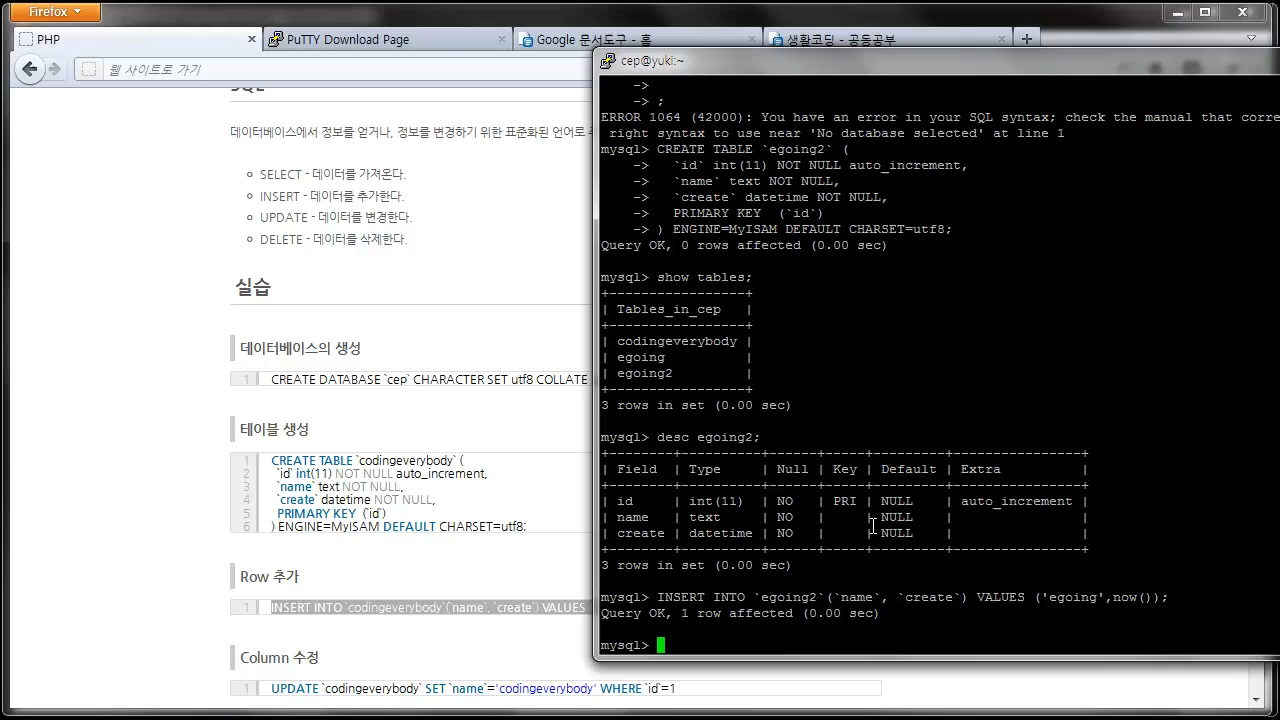 Firefox
PHP
PuTTY Download Page
Google 문서도구 - 홈
생활코딩 - 공동공부
웹 사이트로 가기
SQL
데이터베이스에서 정보를 얻거나, 정보를 변경하기 위한 표준화된 언어로
SELECT - 데이터를 가져온다.
INSERT - 데이터를 추가한다.
UPDATE - 데이터를 변경한다.
DELETE - 데이터를 삭제한다.
실습
데이터베이스의 생성
1 CREATE DATABASE `cep` CHARACTER SET utf8 COLLATE
테이블 생성
1 CREATE TABLE `codingeverybody` (
2 `id` int(11) NOT NULL auto_increment,
3 `name` text NOT NULL,
4 `create` datetime NOT NULL,
5 PRIMARY KEY (`id`)
6 ) ENGINE=MyISAM DEFAULT CHARSET=utf8;
Row 추가
1 INSERT INTO `codingeverybody`(`name`, `create`) VALUES (
Column 수정
1 UPDATE `codingeverybody` SET `name`='codingeverybody' WHERE `id`=1
cep@yuki:~
->
-> ;
ERROR 1064 (42000): You have an error in your SQL syntax; check the manual that corre
right syntax to use near 'No database selected' at line 1
mysql> CREATE TABLE `egoing2` (
-> `id` int(11) NOT NULL auto_increment,
-> `name` text NOT NULL,
-> `create` datetime NOT NULL,
-> PRIMARY KEY (`id`)
-> ) ENGINE=MyISAM DEFAULT CHARSET=utf8;
Query OK, 0 rows affected (0.00 sec)
mysql> show tables;
+-----------------+
| Tables_in_cep |
+-----------------+
| codingeverybody |
| egoing |
| egoing2 |
+-----------------+
3 rows in set (0.00 sec)
mysql> desc egoing2;
+--------+----------+------+-----+---------+----------------+
| Field | Type | Null | Key | Default | Extra |
+--------+----------+------+-----+---------+----------------+
| id | int(11) | NO | PRI | NULL | auto_increment |
| name | text | NO | | NULL | |
| create | datetime | NO | | NULL | |
+--------+----------+------+-----+---------+----------------+
3 rows in set (0.00 sec)
mysql> INSERT INTO `egoing2`(`name`, `create`) VALUES ('egoing',now());
Query OK, 1 row affected (0.00 sec)
mysql>